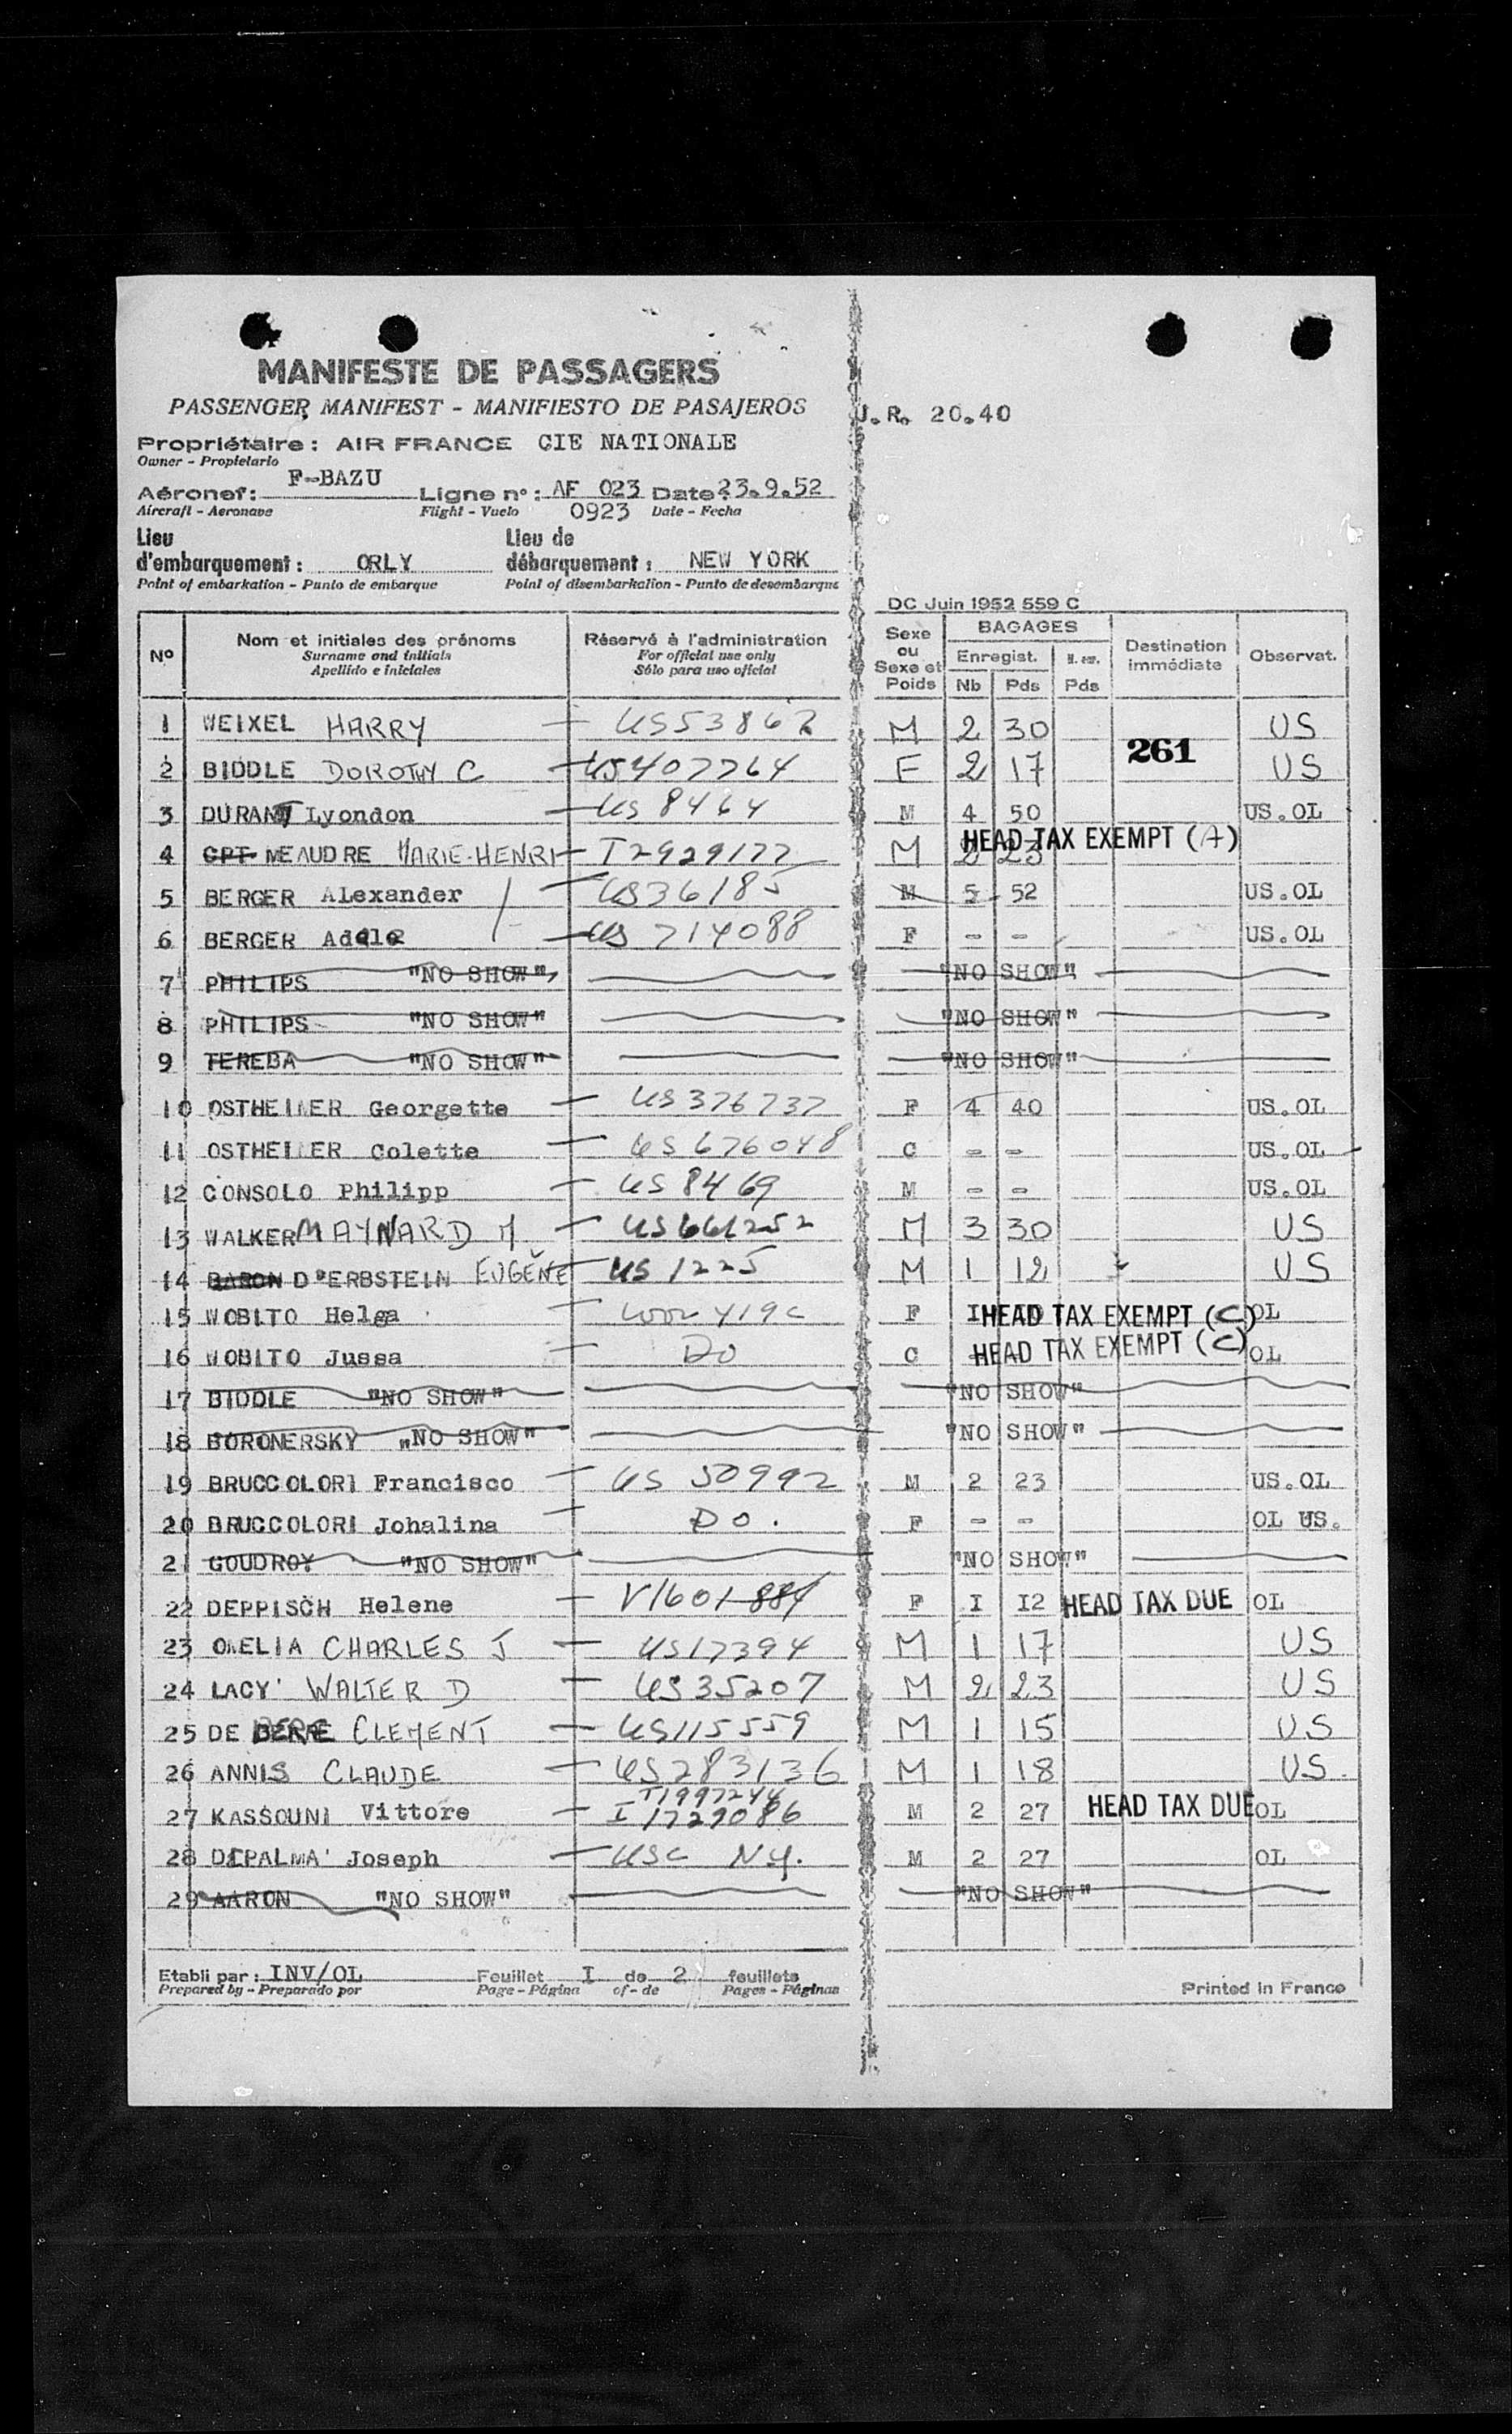 MANIFESTE DE PASSAGERS
PASSENGER MANIFEST - MANIFIESTO DE PASAJEROS
J.R. 20.40
Propriétaire : AIR FRANCE CIE NATIONALE
Owner - Propietario
F-BAZU
Aéronef : Ligne n° : AF 023 Date : 23.9.52
Aircraft - Aeronave Flight - Vuelo 0923 Date - Fecha
Lieu d'embarquement : ORLY
Point of embarkation - Punto de embarque
Lieu de débarquement : NEW YORK
Point of disembarkation - Punto de desembarque
DC Juin 1952 559 C
N° Nom et initiales des prénoms Réservé à l'administration Sexe ou Sexe et Poids BAGAGES Destination immédiate Observat.
Surname and initials For official use only Enregist.
Apellido e iniciales Sólo para uso oficial Nb Pds Pds
1 WEIXEL HARRY — US53862 M 2 30 US
261
2 BIDDLE DOROTHY C — US407764 F 2 17 US
3 DURANT Lyondon — US 8464 M 4 50 US.OL
4 CPT MEAUDRE MARIE-HENRI — T2929177 M 2 23 HEAD TAX EXEMPT (A)
5 BERGER Alexander — US36185 M 5 52 US.OL
6 BERGER Adele — US 714088 F - - US.OL
7 PHILIPS "NO SHOW" "NO SHOW"
8 PHILIPS "NO SHOW" "NO SHOW"
9 TEREBA "NO SHOW" "NO SHOW"
10 OSTHEIMER Georgette — US376737 F 4 40 US.OL
11 OSTHEIMER Colette — US676048 C - - US.OL
12 CONSOLO Philipp — US 8469 M - - US.OL
13 WALKER MAYNARD M — US661252 M 3 30 US
14 BARON D'ERBSTEIN EUGÈNE — US 1225 M 1 12 US
15 WOBITO Helga — 419C F I HEAD TAX EXEMPT (C) OL
16 WOBITO Jussa — Do C HEAD TAX EXEMPT (C) OL
17 BIDDLE "NO SHOW" "NO SHOW"
18 BORONERSKY "NO SHOW" "NO SHOW"
19 BRUCCOLORI Francisco — US 50992 M 2 23 US.OL
20 BRUCCOLORI Johalina — Do. F - - OL US.
21 GOUDROY "NO SHOW" "NO SHOW"
22 DEPPISCH Helene — V1601884 F I I2 HEAD TAX DUE OL
23 OMELIA CHARLES J — US17394 M 1 17 US
24 LACY WALTER D — US35207 M 2 23 US
25 DE BERE CLEMENT — US115559 M 1 15 US
26 ANNIS CLAUDE — US283136 M 1 18 US
T1997244
27 KASSOUNI Vittore — I 1729086 M 2 27 HEAD TAX DUE OL
28 DEPALMA Joseph — USC NY. M 2 27 OL
29 AARON "NO SHOW" "NO SHOW"
Etabli par : INV/OL Feuillet I de 2 feuillets
Prepared by - Preparado por Page - Página of - de Pages - Páginas
Printed in France